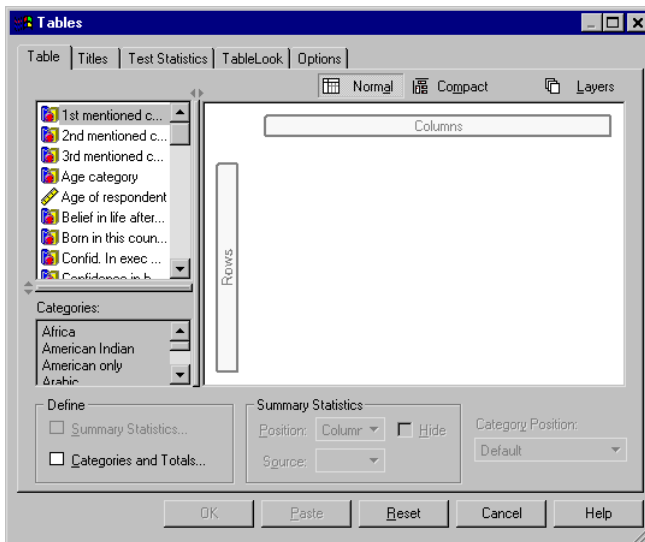 Tables
Table Titles Test Statistics TableLook Options
Normal Compact Layers
1st mentioned c...
2nd mentioned c...
3rd mentioned c...
Age category
Age of respondent
Belief in life after...
Born in this coun...
Confid. In exec ...
Confidence in b...
Columns
Rows
Categories:
Africa
American Indian
American only
Arabic
Define
Summary Statistics...
Categories and Totals...
Summary Statistics
Position: Column Hide
Source:
Category Position:
Default
OK Paste Reset Cancel Help